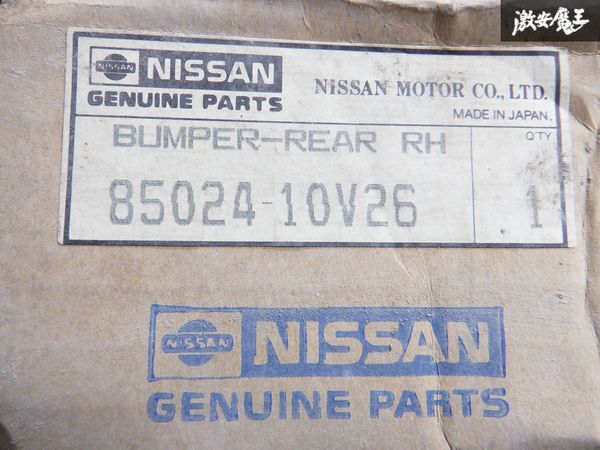 激安魔王
NISSAN
NISSAN
GENUINE PARTS
NISSAN MOTOR CO., LTD.
MADE IN JAPAN.
BUMPER-REAR RH
Q'TY
85024-10V26
1
NISSAN
NISSAN
GENUINE PARTS